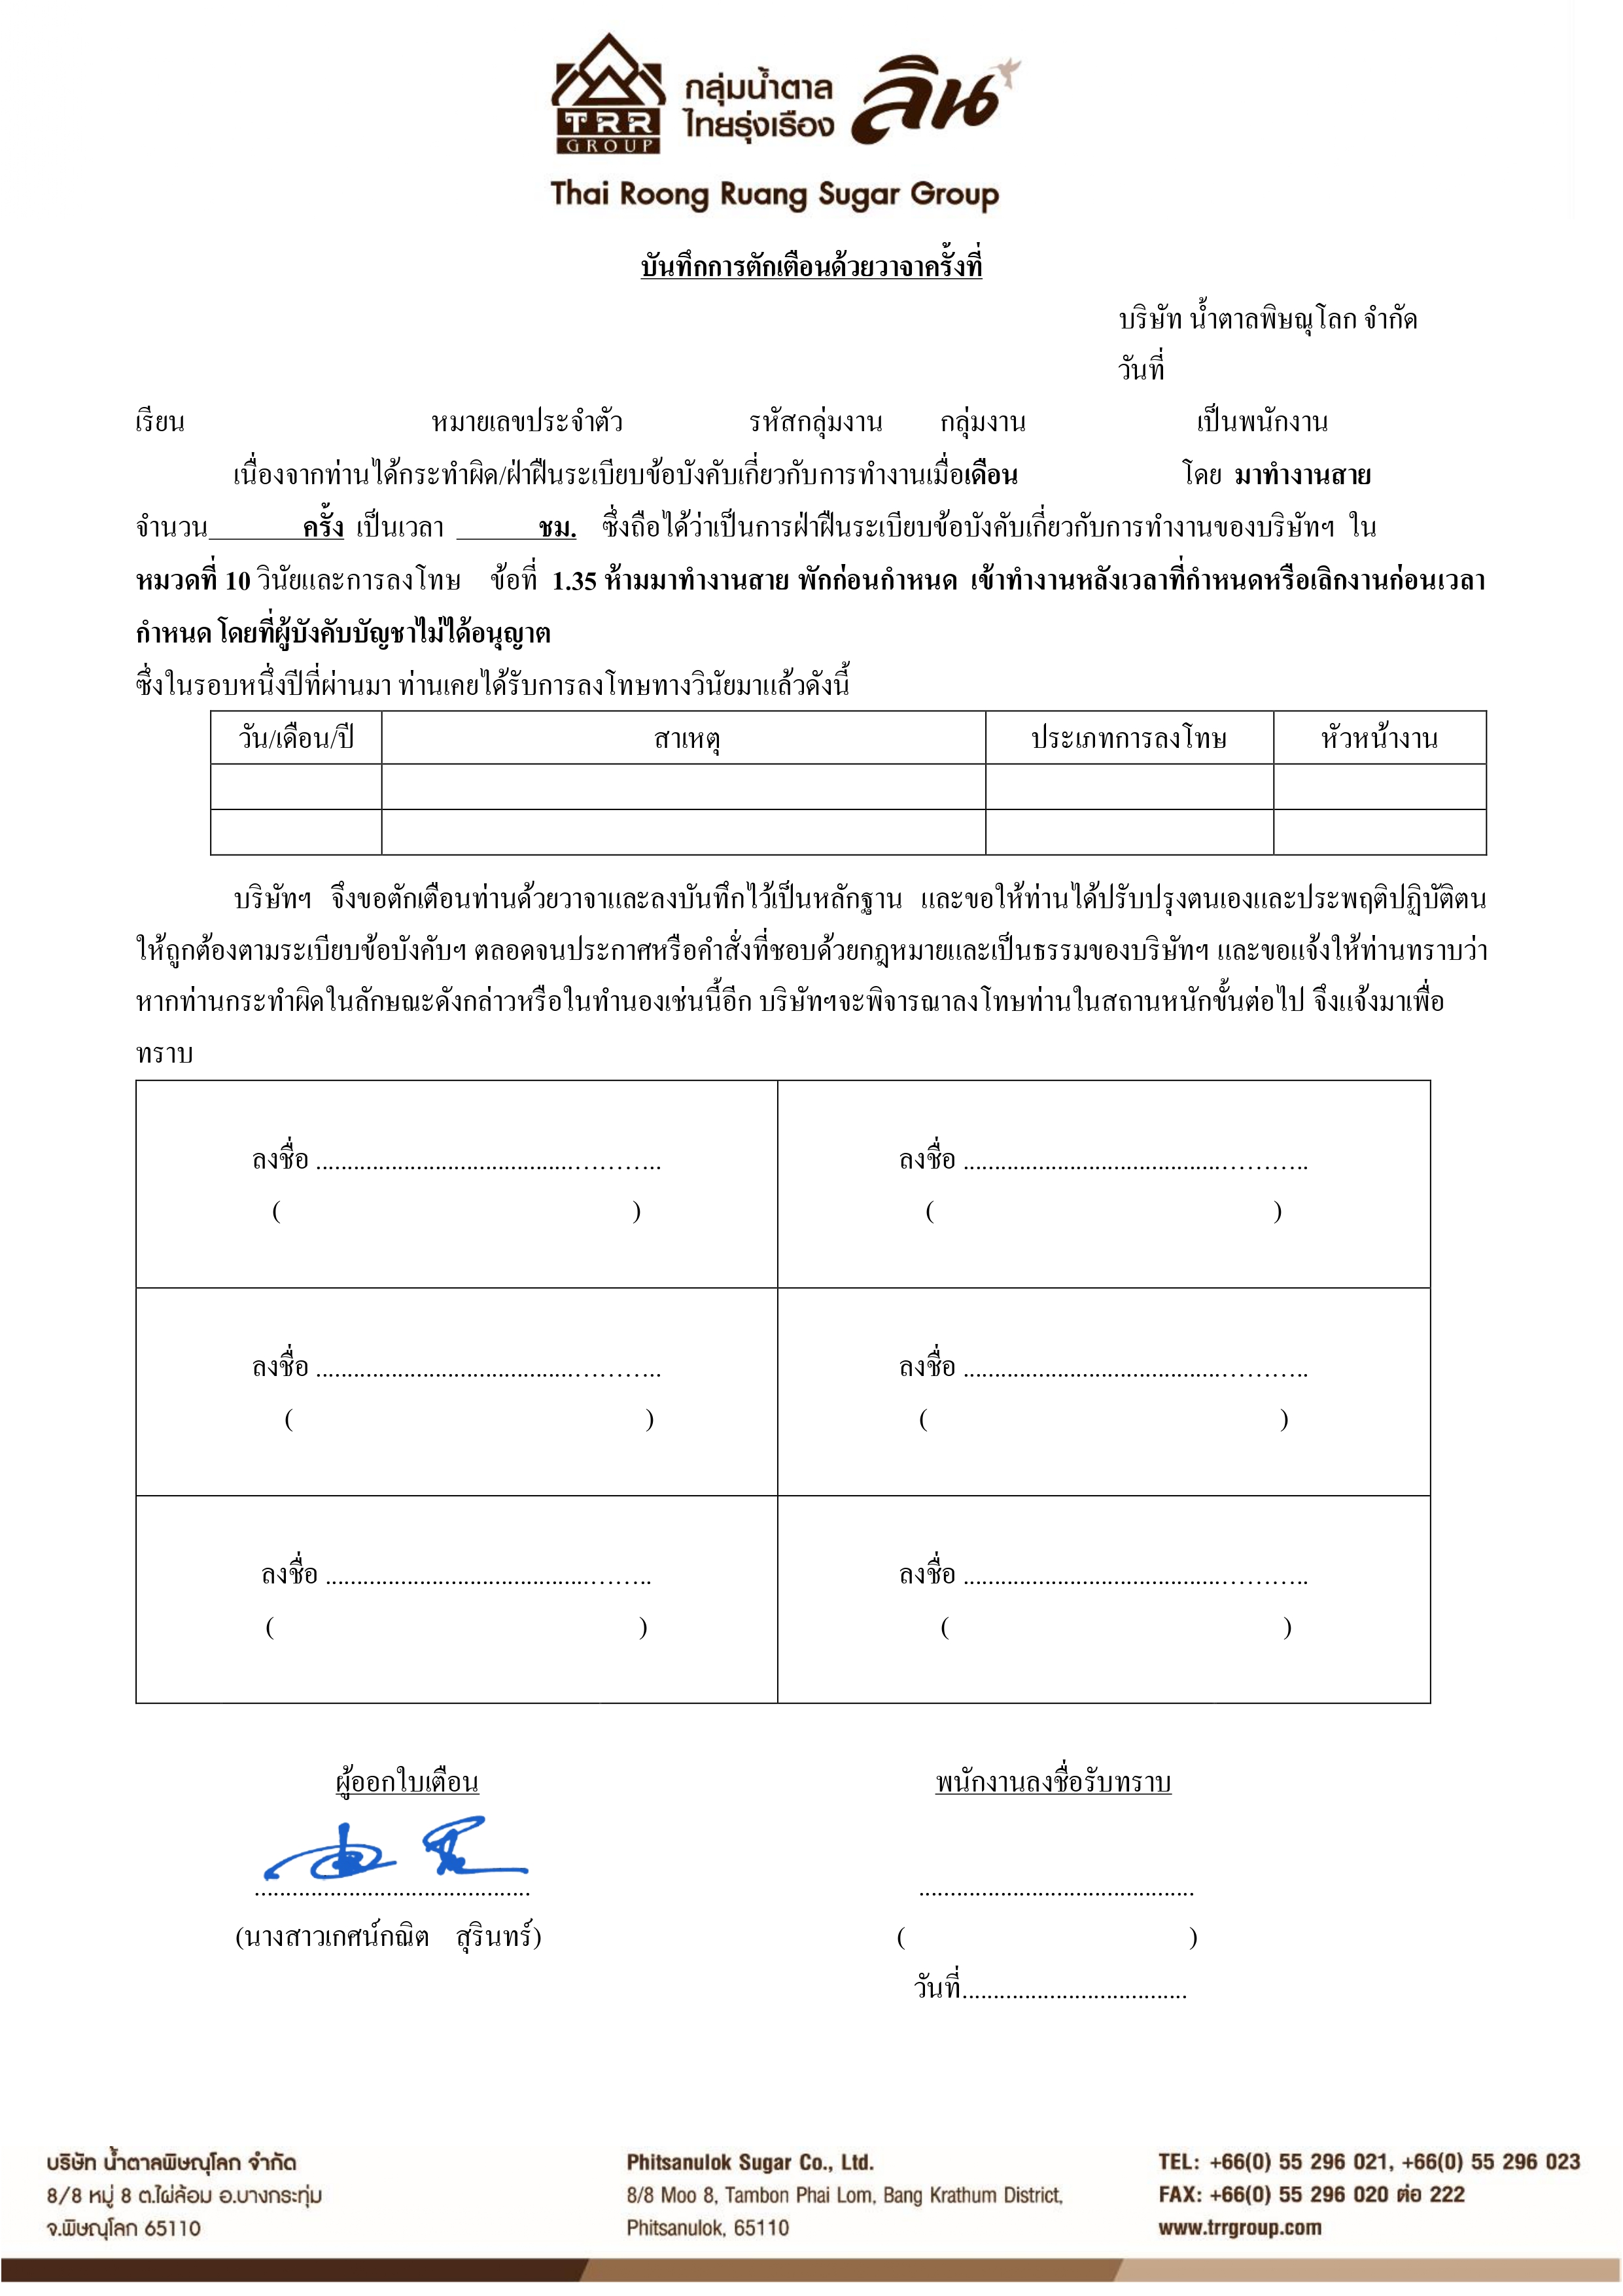 TRR
GROUP
กลุ่มน้ำตาล
ไทยรุ่งเรือง
ลิน
Thai Roong Ruang Sugar Group
บันทึกการตักเตือนด้วยวาจาครั้งที่
บริษัท น้ำตาลพิษณุโลก จำกัด
วันที่
เรียน หมายเลขประจำตัว รหัสกลุ่มงาน กลุ่มงาน เป็นพนักงาน
เนื่องจากท่านได้กระทำผิด/ฝ่าฝืนระเบียบข้อบังคับเกี่ยวกับการทำงานเมื่อเดือน โดย มาทำงานสาย
จำนวน______ครั้ง เป็นเวลา ______ชม. ซึ่งถือได้ว่าเป็นการฝ่าฝืนระเบียบข้อบังคับเกี่ยวกับการทำงานของบริษัทฯ ใน
หมวดที่ 10 วินัยและการลงโทษ ข้อที่ 1.35 ห้ามมาทำงานสาย พักก่อนกำหนด เข้าทำงานหลังเวลาที่กำหนดหรือเลิกงานก่อนเวลา
กำหนด โดยที่ผู้บังคับบัญชาไม่ได้อนุญาต
ซึ่งในรอบหนึ่งปีที่ผ่านมา ท่านเคยได้รับการลงโทษทางวินัยมาแล้วดังนี้
วัน/เดือน/ปี สาเหตุ ประเภทการลงโทษ หัวหน้างาน
บริษัทฯ จึงขอตักเตือนท่านด้วยวาจาและลงบันทึกไว้เป็นหลักฐาน และขอให้ท่านได้ปรับปรุงตนเองและประพฤติปฏิบัติตน
ให้ถูกต้องตามระเบียบข้อบังคับฯ ตลอดจนประกาศหรือคำสั่งที่ชอบด้วยกฎหมายและเป็นธรรมของบริษัทฯ และขอแจ้งให้ท่านทราบว่า
หากท่านกระทำผิดในลักษณะดังกล่าวหรือในทำนองเช่นนี้อีก บริษัทฯจะพิจารณาลงโทษท่านในสถานหนักขั้นต่อไป จึงแจ้งมาเพื่อ
ทราบ
ลงชื่อ .................................................... ลงชื่อ ....................................................
( ) ( )
ลงชื่อ .................................................... ลงชื่อ ....................................................
( ) ( )
ลงชื่อ .................................................... ลงชื่อ ....................................................
( ) ( )
ผู้ออกใบเตือน พนักงานลงชื่อรับทราบ
............................................ ............................................
(นางสาวเกศน์กณิต สุรินทร์) ( )
วันที่....................................
บริษัท น้ำตาลพิษณุโลก จำกัด
8/8 หมู่ 8 ต.ไผ่ล้อม อ.บางกระทุ่ม
จ.พิษณุโลก 65110
Phitsanulok Sugar Co., Ltd.
8/8 Moo 8, Tambon Phai Lom, Bang Krathum District,
Phitsanulok, 65110
TEL: +66(0) 55 296 021, +66(0) 55 296 023
FAX: +66(0) 55 296 020 ต่อ 222
www.trrgroup.com